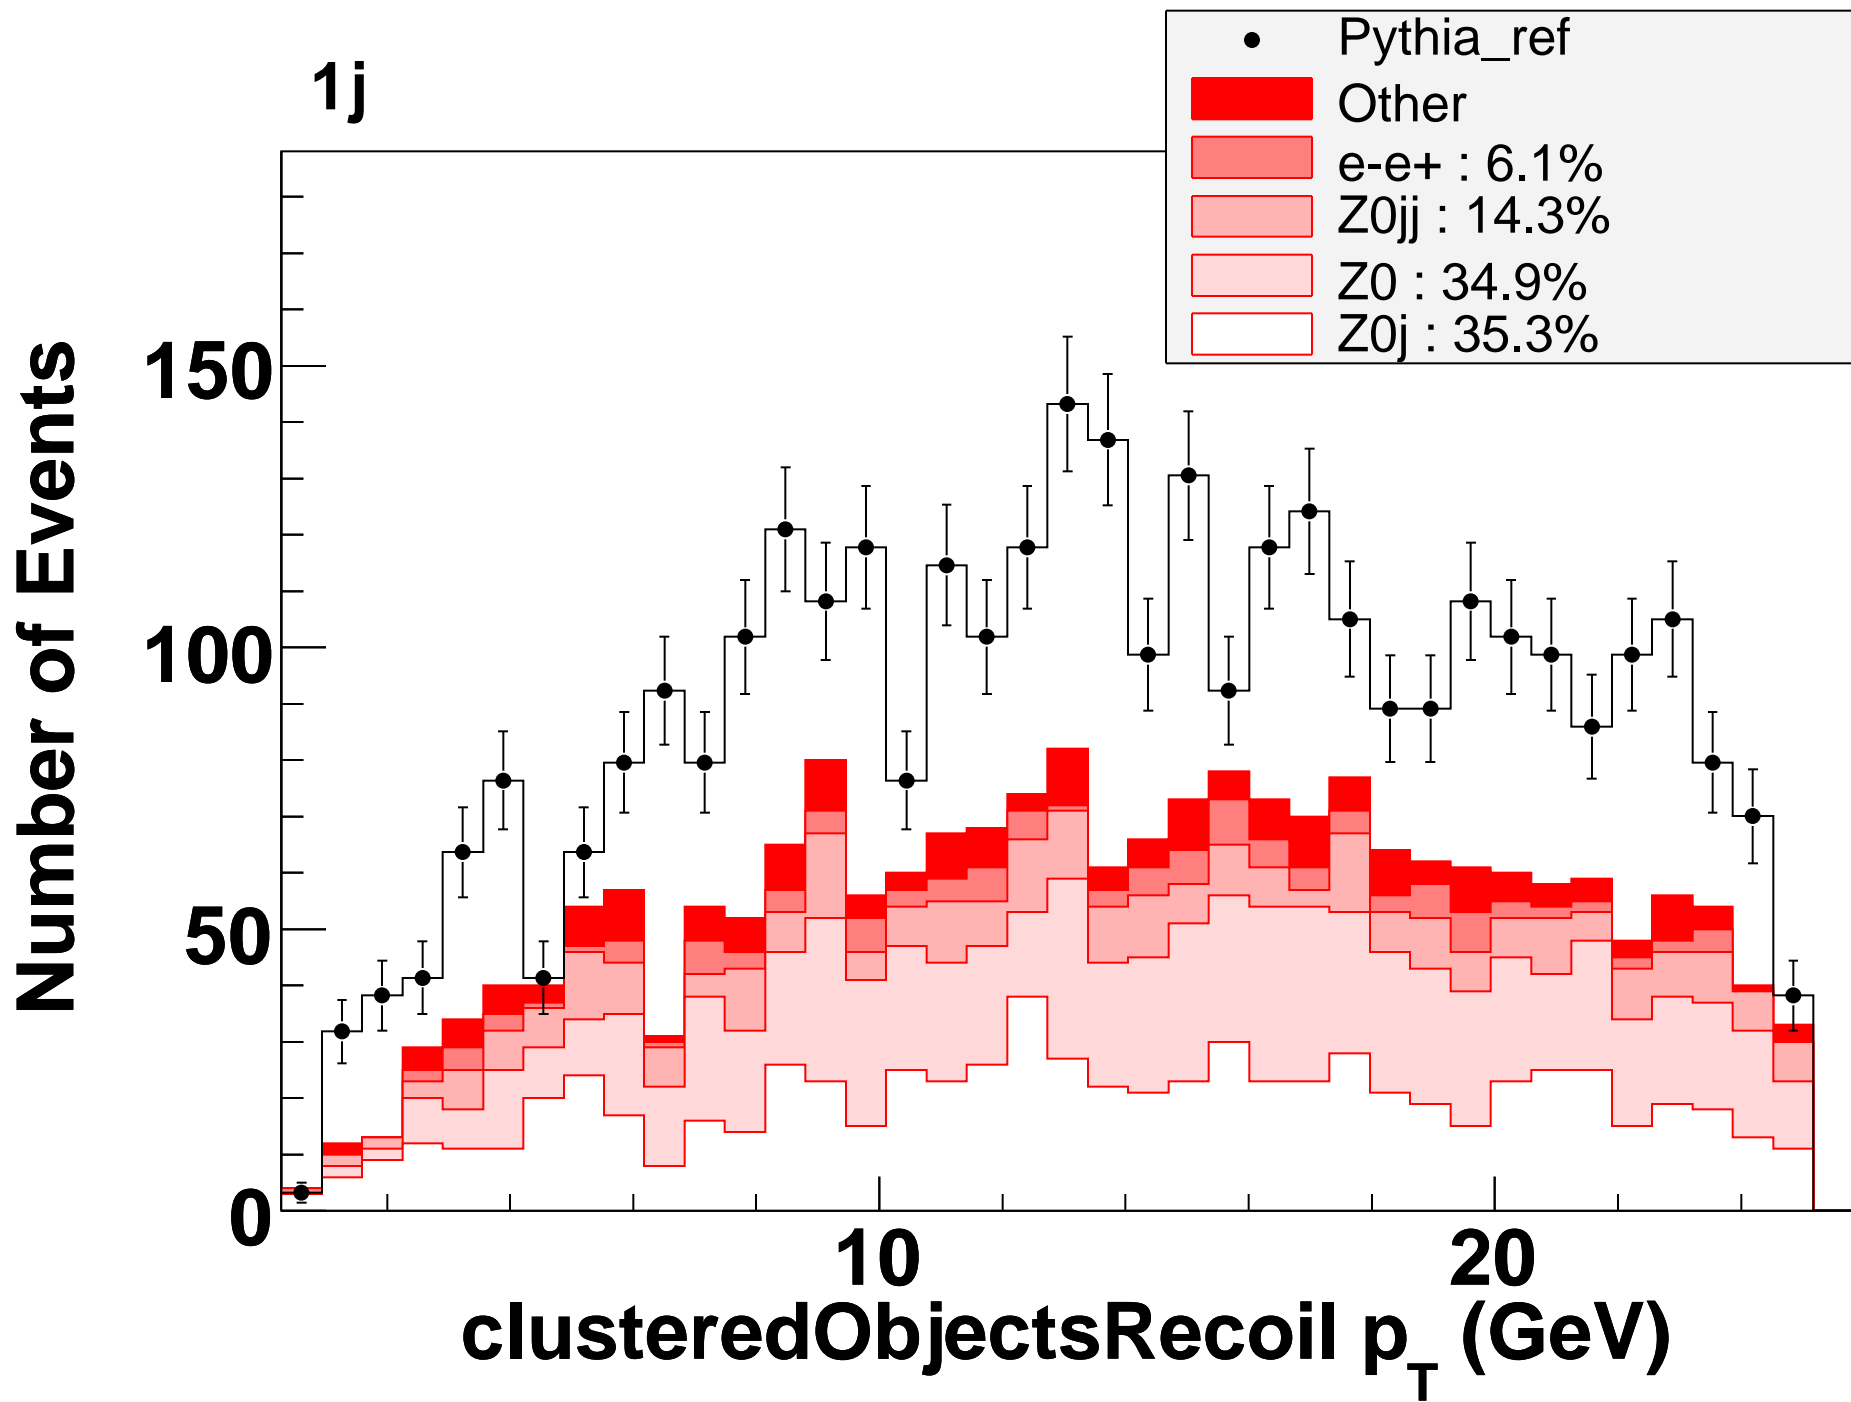 1j
Pythia_ref
Other
e-e+ : 6.1%
Z0jj : 14.3%
Z0 : 34.9%
Z0j : 35.3%
Number of Events
150
100
50
0
10 20
clusteredObjectsRecoil p_T (GeV)